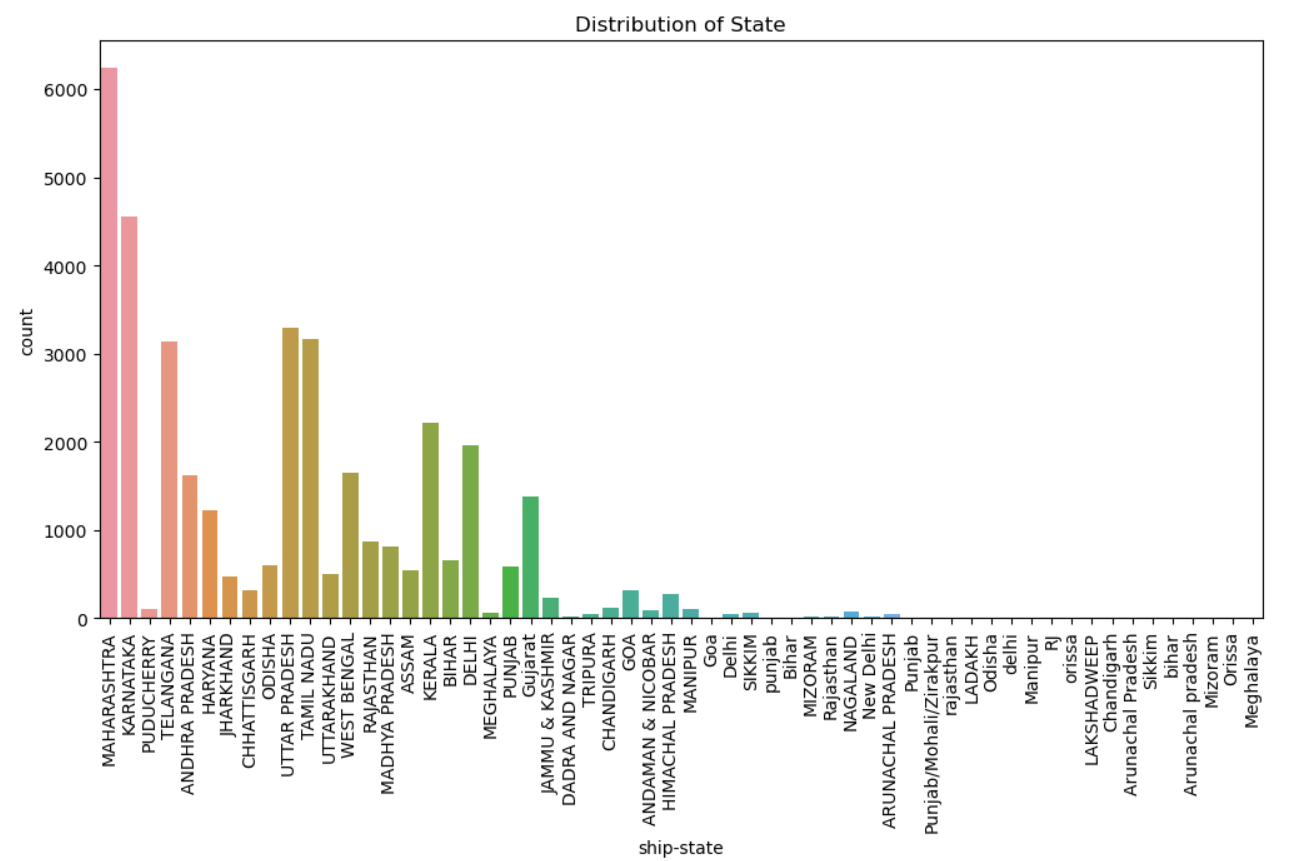 Distribution of State
6000
5000
4000
3000
2000
1000
0
count
MAHARASHTRA
KARNATAKA
PUDUCHERRY
TELANGANA
ANDHRA PRADESH
HARYANA
JHARKHAND
CHHATTISGARH
ODISHA
UTTAR PRADESH
TAMIL NADU
UTTARAKHAND
WEST BENGAL
RAJASTHAN
MADHYA PRADESH
ASSAM
KERALA
BIHAR
DELHI
MEGHALAYA
PUNJAB
Gujarat
JAMMU & KASHMIR
DADRA AND NAGAR
TRIPURA
CHANDIGARH
GOA
ANDAMAN & NICOBAR
HIMACHAL PRADESH
MANIPUR
Goa
Delhi
SIKKIM
punjab
Bihar
MIZORAM
Rajasthan
NAGALAND
New Delhi
ARUNACHAL PRADESH
Punjab
Punjab/Mohali/Zirakpur
rajasthan
LADAKH
Odisha
delhi
Manipur
RJ
orissa
LAKSHADWEEP
Chandigarh
Arunachal Pradesh
Sikkim
bihar
Arunachal pradesh
Mizoram
Orissa
Meghalaya
ship-state